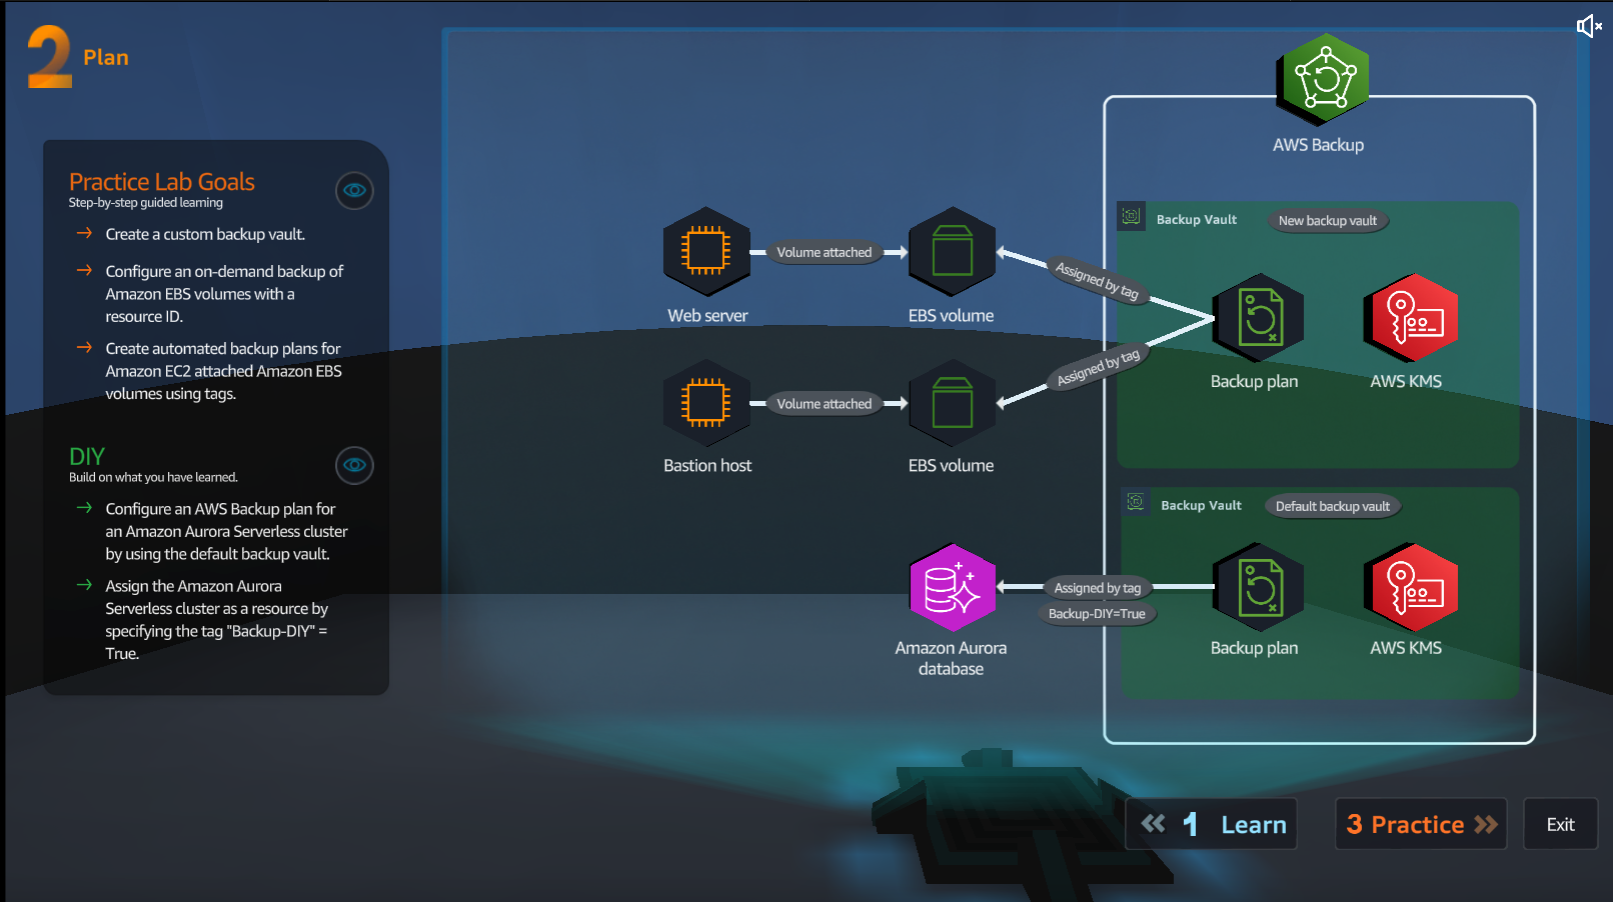 2 Plan
Practice Lab Goals
Step-by-step guided learning
Create a custom backup vault.
Configure an on-demand backup of
Amazon EBS volumes with a
resource ID.
Create automated backup plans for
Amazon EC2 attached Amazon EBS
volumes using tags.
DIY
Build on what you have learned.
Configure an AWS Backup plan for
an Amazon Aurora Serverless cluster
by using the default backup vault.
Assign the Amazon Aurora
Serverless cluster as a resource by
specifying the tag "Backup-DIY" =
True.
AWS Backup
Backup Vault
New backup vault
Volume attached
Assigned by tag
Web server
EBS volume
Assigned by tag
Backup plan
AWS KMS
Volume attached
Bastion host
EBS volume
Backup Vault
Default backup vault
Assigned by tag
Backup-DIY=True
Amazon Aurora
database
Backup plan
AWS KMS
1 Learn
3 Practice
Exit